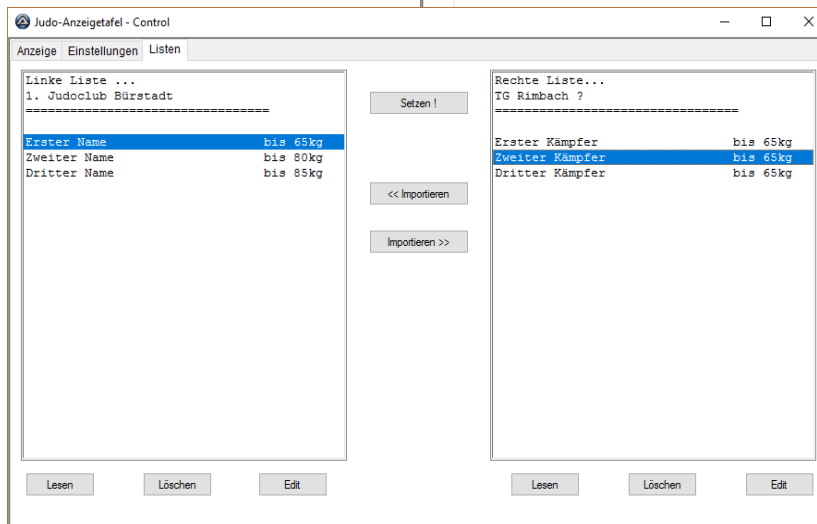 Judo-Anzeigetafel - Control
Anzeige Einstellungen Listen
Linke Liste ...
1. Judoclub Bürstadt
=================================
Erster Name bis 65kg
Zweiter Name bis 80kg
Dritter Name bis 85kg
Setzen !
<< Importieren
Importieren >>
Rechte Liste...
TG Rimbach ?
=================================
Erster Kämpfer bis 65kg
Zweiter Kämpfer bis 65kg
Dritter Kämpfer bis 65kg
Lesen Löschen Edit
Lesen Löschen Edit